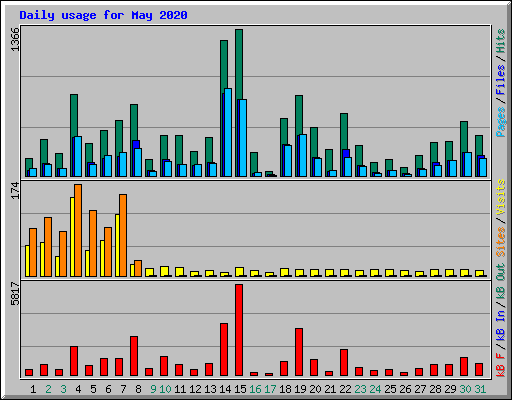 Daily usage for May 2020
1366
Pages / Files / Hits
174
Sites / Visits
5817
kB F / kB In / kB Out
1 2 3 4 5 6 7 8 9 10 11 12 13 14 15 16 17 18 19 20 21 22 23 24 25 26 27 28 29 30 31